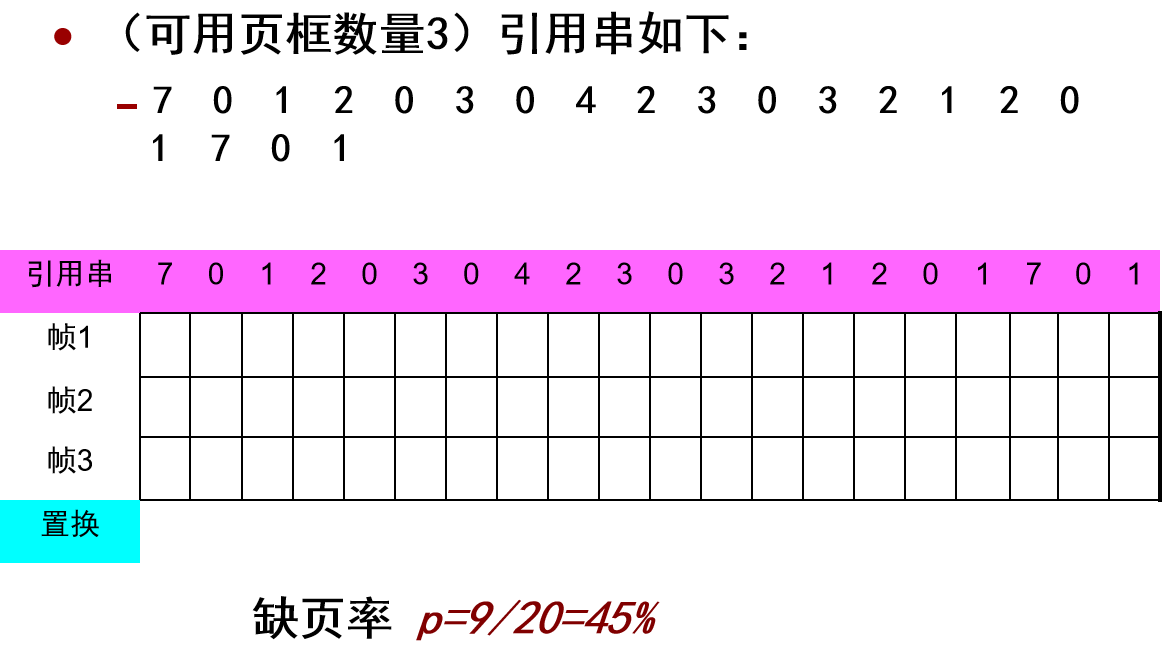 • （可用页框数量3）引用串如下：
– 7 0 1 2 0 3 0 4 2 3 0 3 2 1 2 0
1 7 0 1
引用串 7 0 1 2 0 3 0 4 2 3 0 3 2 1 2 0 1 7 0 1
帧1
帧2
帧3
置换
缺页率 p=9/20=45%